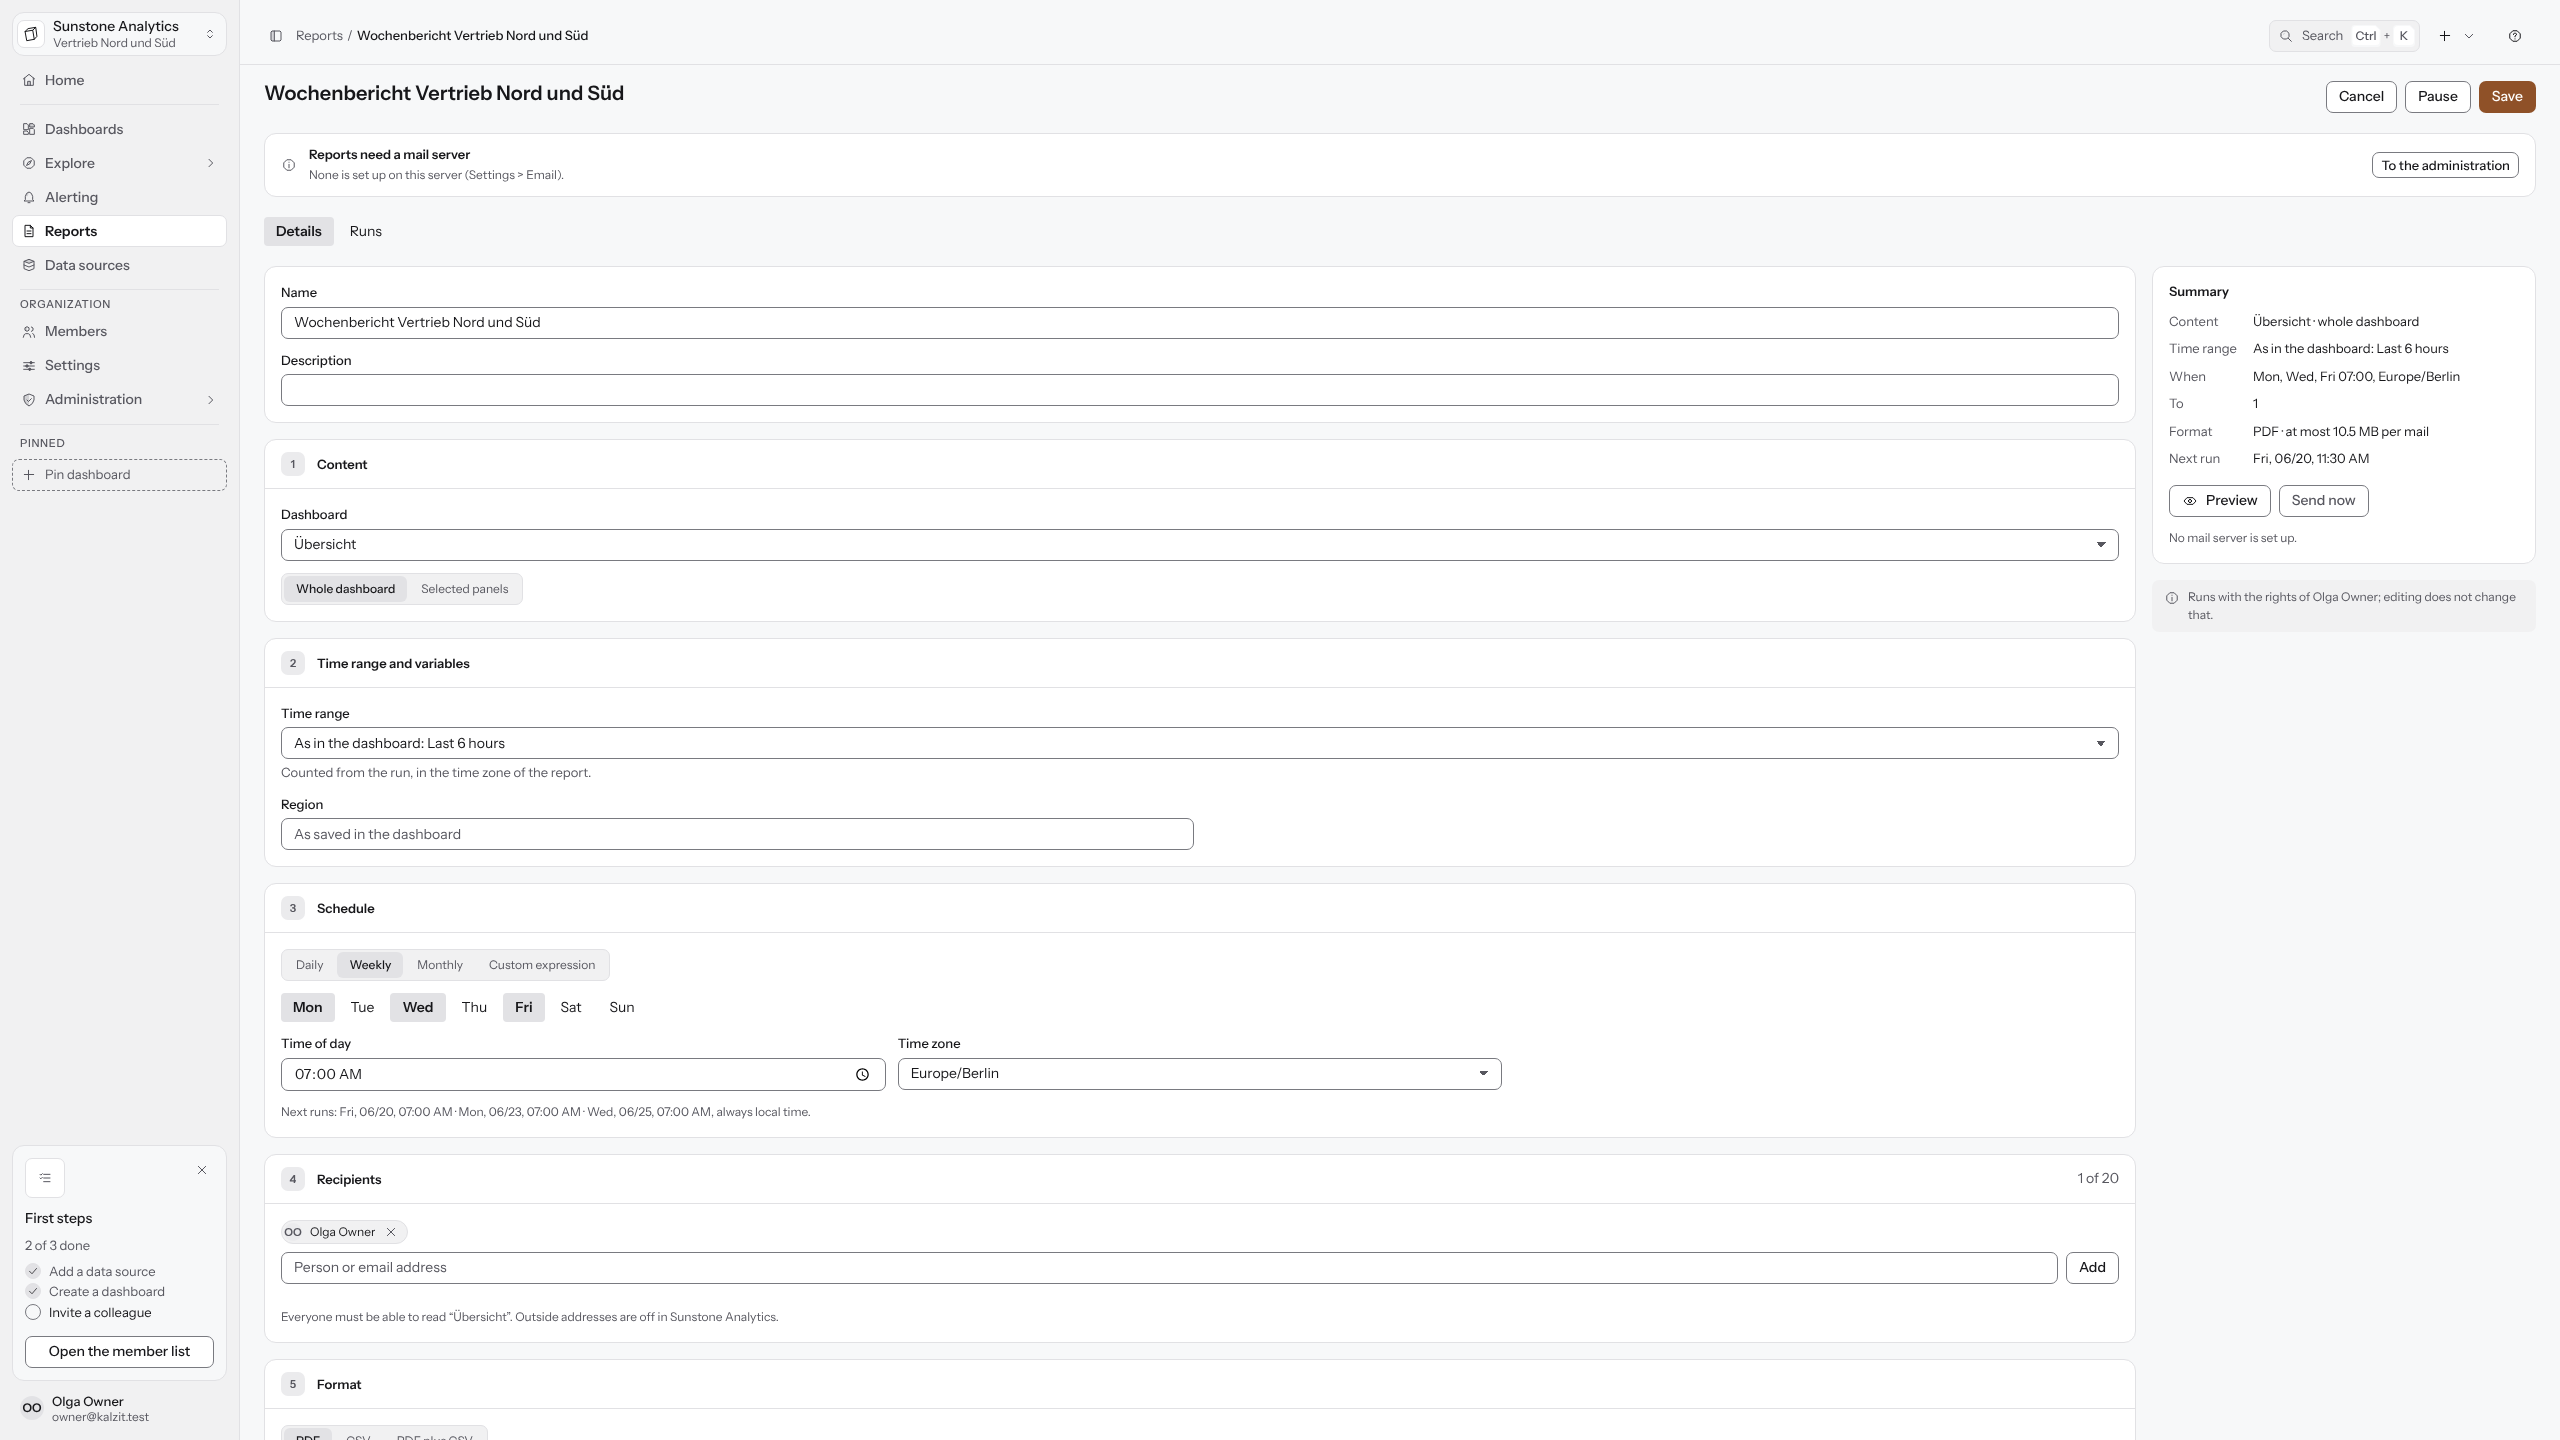 Sunstone Analytics
Vertrieb Nord und Süd
Home
Dashboards
Explore
Alerting
Reports
Data sources
ORGANIZATION
Members
Settings
Administration
PINNED
Pin dashboard
First steps
2 of 3 done
Add a data source
Create a dashboard
Invite a colleague
Open the member list
OO Olga Owner
owner@kalzit.test
Reports / Wochenbericht Vertrieb Nord und Süd
Search Ctrl + K
Wochenbericht Vertrieb Nord und Süd
Cancel Pause Save
Reports need a mail server
None is set up on this server (Settings > Email).
To the administration
Details Runs
Name
Wochenbericht Vertrieb Nord und Süd
Description
1 Content
Dashboard
Übersicht
Whole dashboard Selected panels
2 Time range and variables
Time range
As in the dashboard: Last 6 hours
Counted from the run, in the time zone of the report.
Region
As saved in the dashboard
3 Schedule
Daily Weekly Monthly Custom expression
Mon Tue Wed Thu Fri Sat Sun
Time of day Time zone
07:00 AM Europe/Berlin
Next runs: Fri, 06/20, 07:00 AM · Mon, 06/23, 07:00 AM · Wed, 06/25, 07:00 AM, always local time.
4 Recipients 1 of 20
OO Olga Owner
Person or email address Add
Everyone must be able to read “Übersicht”. Outside addresses are off in Sunstone Analytics.
5 Format
PDF CSV PDF plus CSV
Summary
Content Übersicht · whole dashboard
Time range As in the dashboard: Last 6 hours
When Mon, Wed, Fri 07:00, Europe/Berlin
To 1
Format PDF · at most 10.5 MB per mail
Next run Fri, 06/20, 11:30 AM
Preview Send now
No mail server is set up.
Runs with the rights of Olga Owner; editing does not change
that.